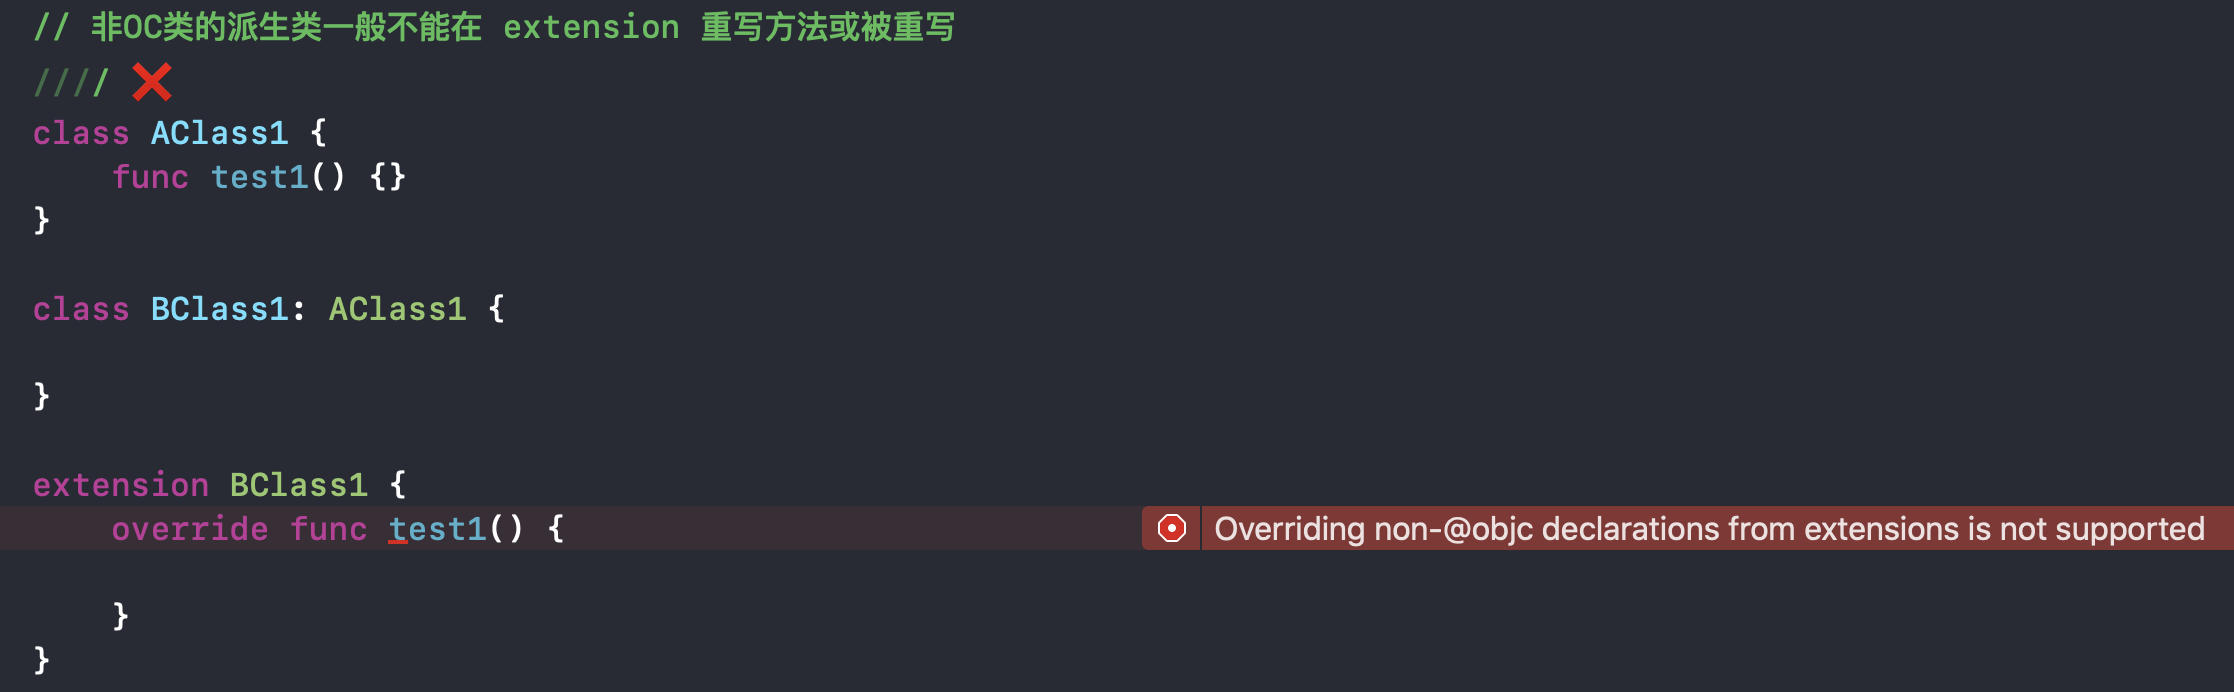 // 非OC类的派生类一般不能在 extension 重写方法或被重写
//// ❌
class AClass1 {
    func test1() {}
}
class BClass1: AClass1 {
}
extension BClass1 {
    override func test1() {
Overriding non-@objc declarations from extensions is not supported
    }
}